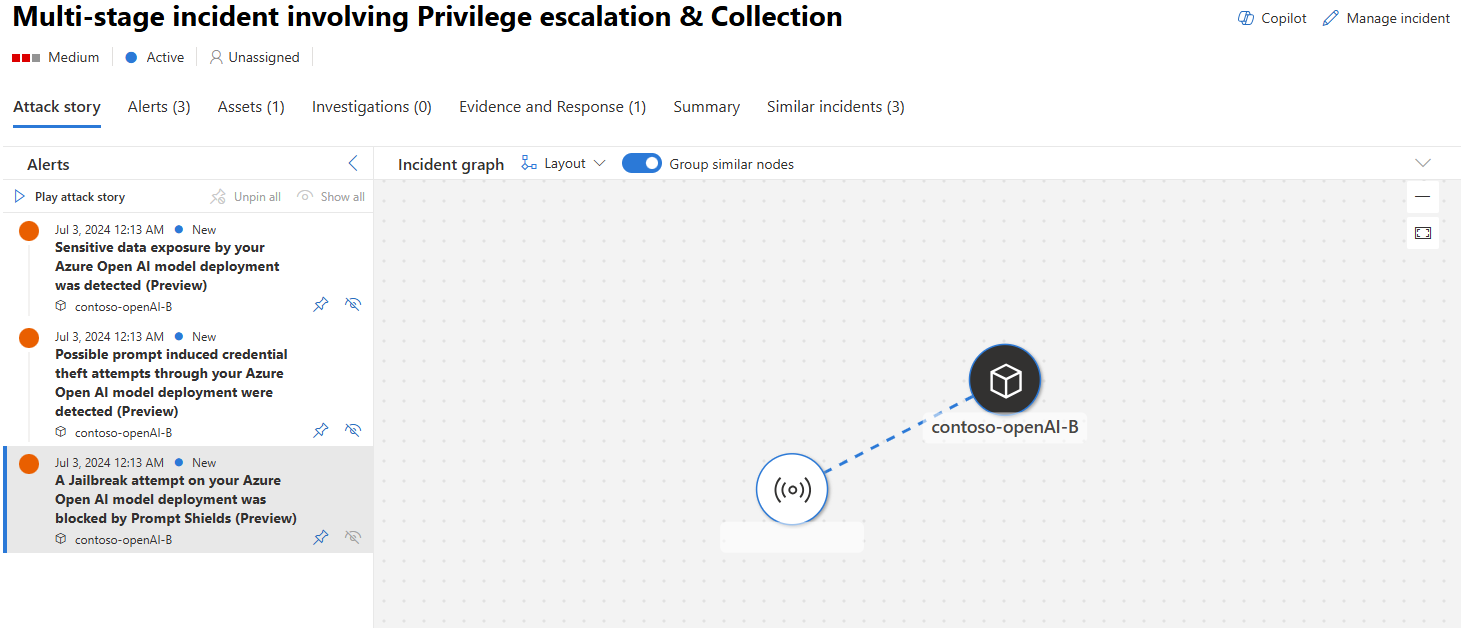 Multi-stage incident involving Privilege escalation & Collection
Copilot
Manage incident
Medium
Active
Unassigned
Attack story
Alerts (3)
Assets (1)
Investigations (0)
Evidence and Response (1)
Summary
Similar incidents (3)
Alerts
Play attack story
Unpin all
Show all
Jul 3, 2024 12:13 AM
New
Sensitive data exposure by your
Azure Open AI model deployment
was detected (Preview)
contoso-openAI-B
Jul 3, 2024 12:13 AM
New
Possible prompt induced credential
theft attempts through your Azure
Open AI model deployment were
detected (Preview)
contoso-openAI-B
Jul 3, 2024 12:13 AM
New
A Jailbreak attempt on your Azure
Open AI model deployment was
blocked by Prompt Shields (Preview)
contoso-openAI-B
Incident graph
Layout
Group similar nodes
contoso-openAI-B